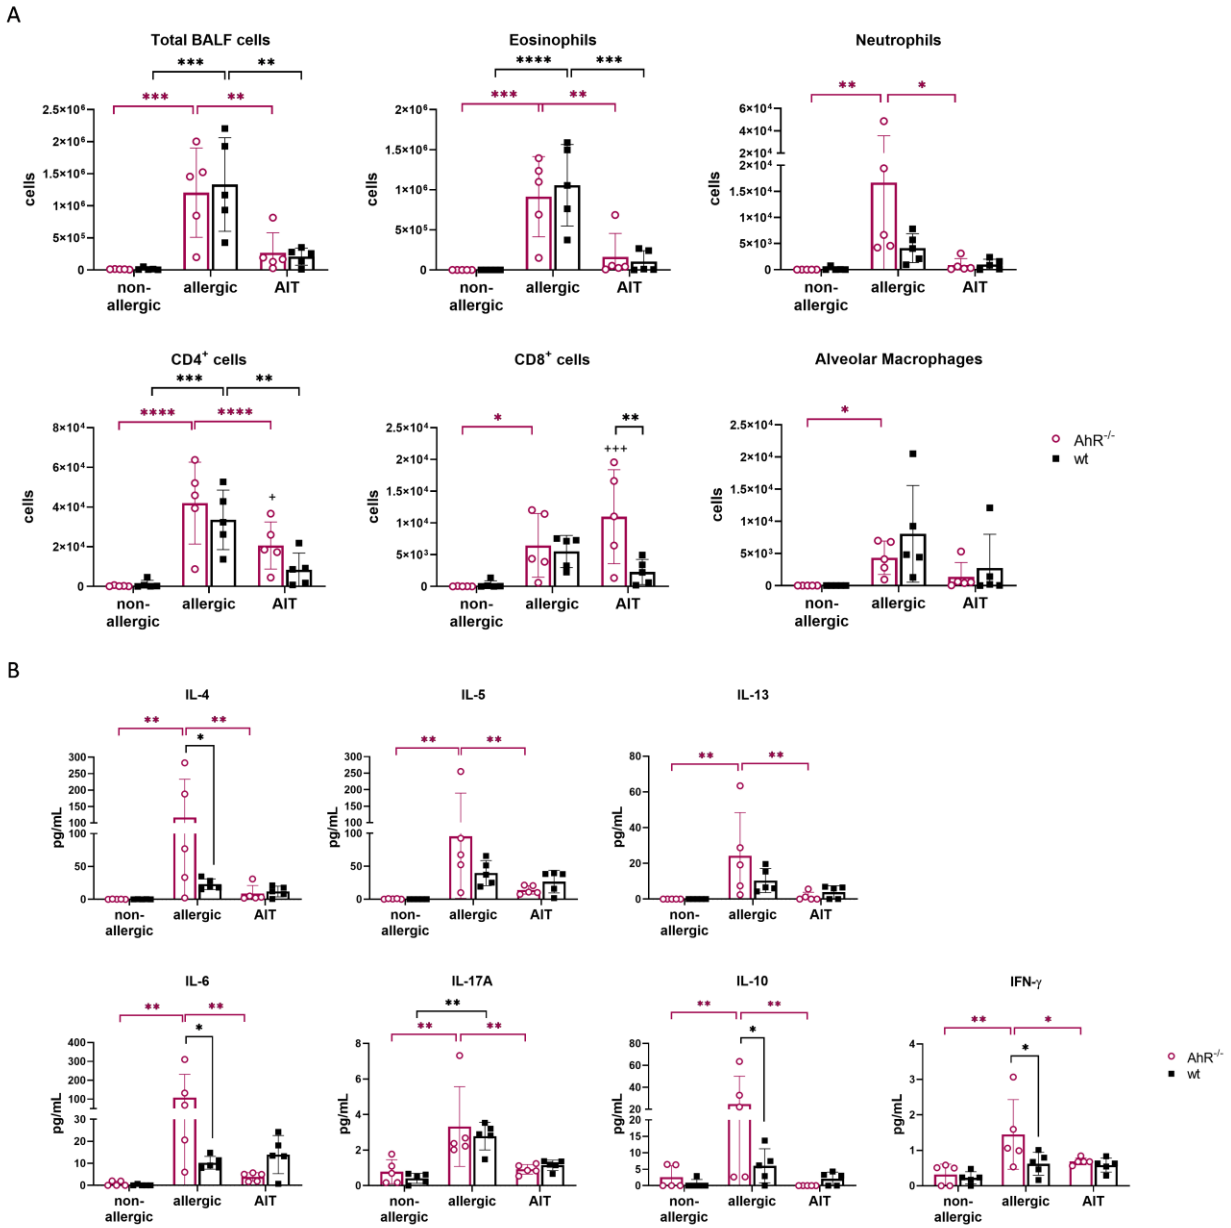 A
Total BALF cells
Eosinophils
Neutrophils
*** **
**** ***
*** **
*** **
** *
2.5×10⁶
2×10⁶
1.5×10⁶
1×10⁶
5×10⁵
0
cells
non-allergic allergic AIT
2×10⁶
1.5×10⁶
1×10⁶
5×10⁵
0
cells
non-allergic allergic AIT
6×10⁴
4×10⁴
2×10⁴
2×10⁴
1.5×10⁴
1×10⁴
5×10³
0
cells
non-allergic allergic AIT
CD4⁺ cells
CD8⁺ cells
Alveolar Macrophages
*** **
**** ****
+
* ** +++
*
8×10⁴
6×10⁴
4×10⁴
2×10⁴
0
cells
non-allergic allergic AIT
2.5×10⁴
2×10⁴
1.5×10⁴
1×10⁴
5×10³
0
cells
non-allergic allergic AIT
2.5×10⁴
2×10⁴
1.5×10⁴
1×10⁴
5×10³
0
cells
non-allergic allergic AIT
AhR⁻/⁻
wt
B
IL-4
IL-5
IL-13
** **
*
** **
** **
300
250
200
150
100
100
50
0
pg/mL
non-allergic allergic AIT
300
250
200
150
100
100
50
0
pg/mL
non-allergic allergic AIT
80
60
40
20
0
pg/mL
non-allergic allergic AIT
IL-6
IL-17A
IL-10
IFN-γ
** **
*
**
** **
** **
*
** *
*
400
300
200
100
30
20
10
0
pg/mL
non-allergic allergic AIT
8
6
4
2
0
pg/mL
non-allergic allergic AIT
80
60
40
20
20
15
10
5
0
pg/mL
non-allergic allergic AIT
4
3
2
1
0
pg/mL
non-allergic allergic AIT
AhR⁻/⁻
wt